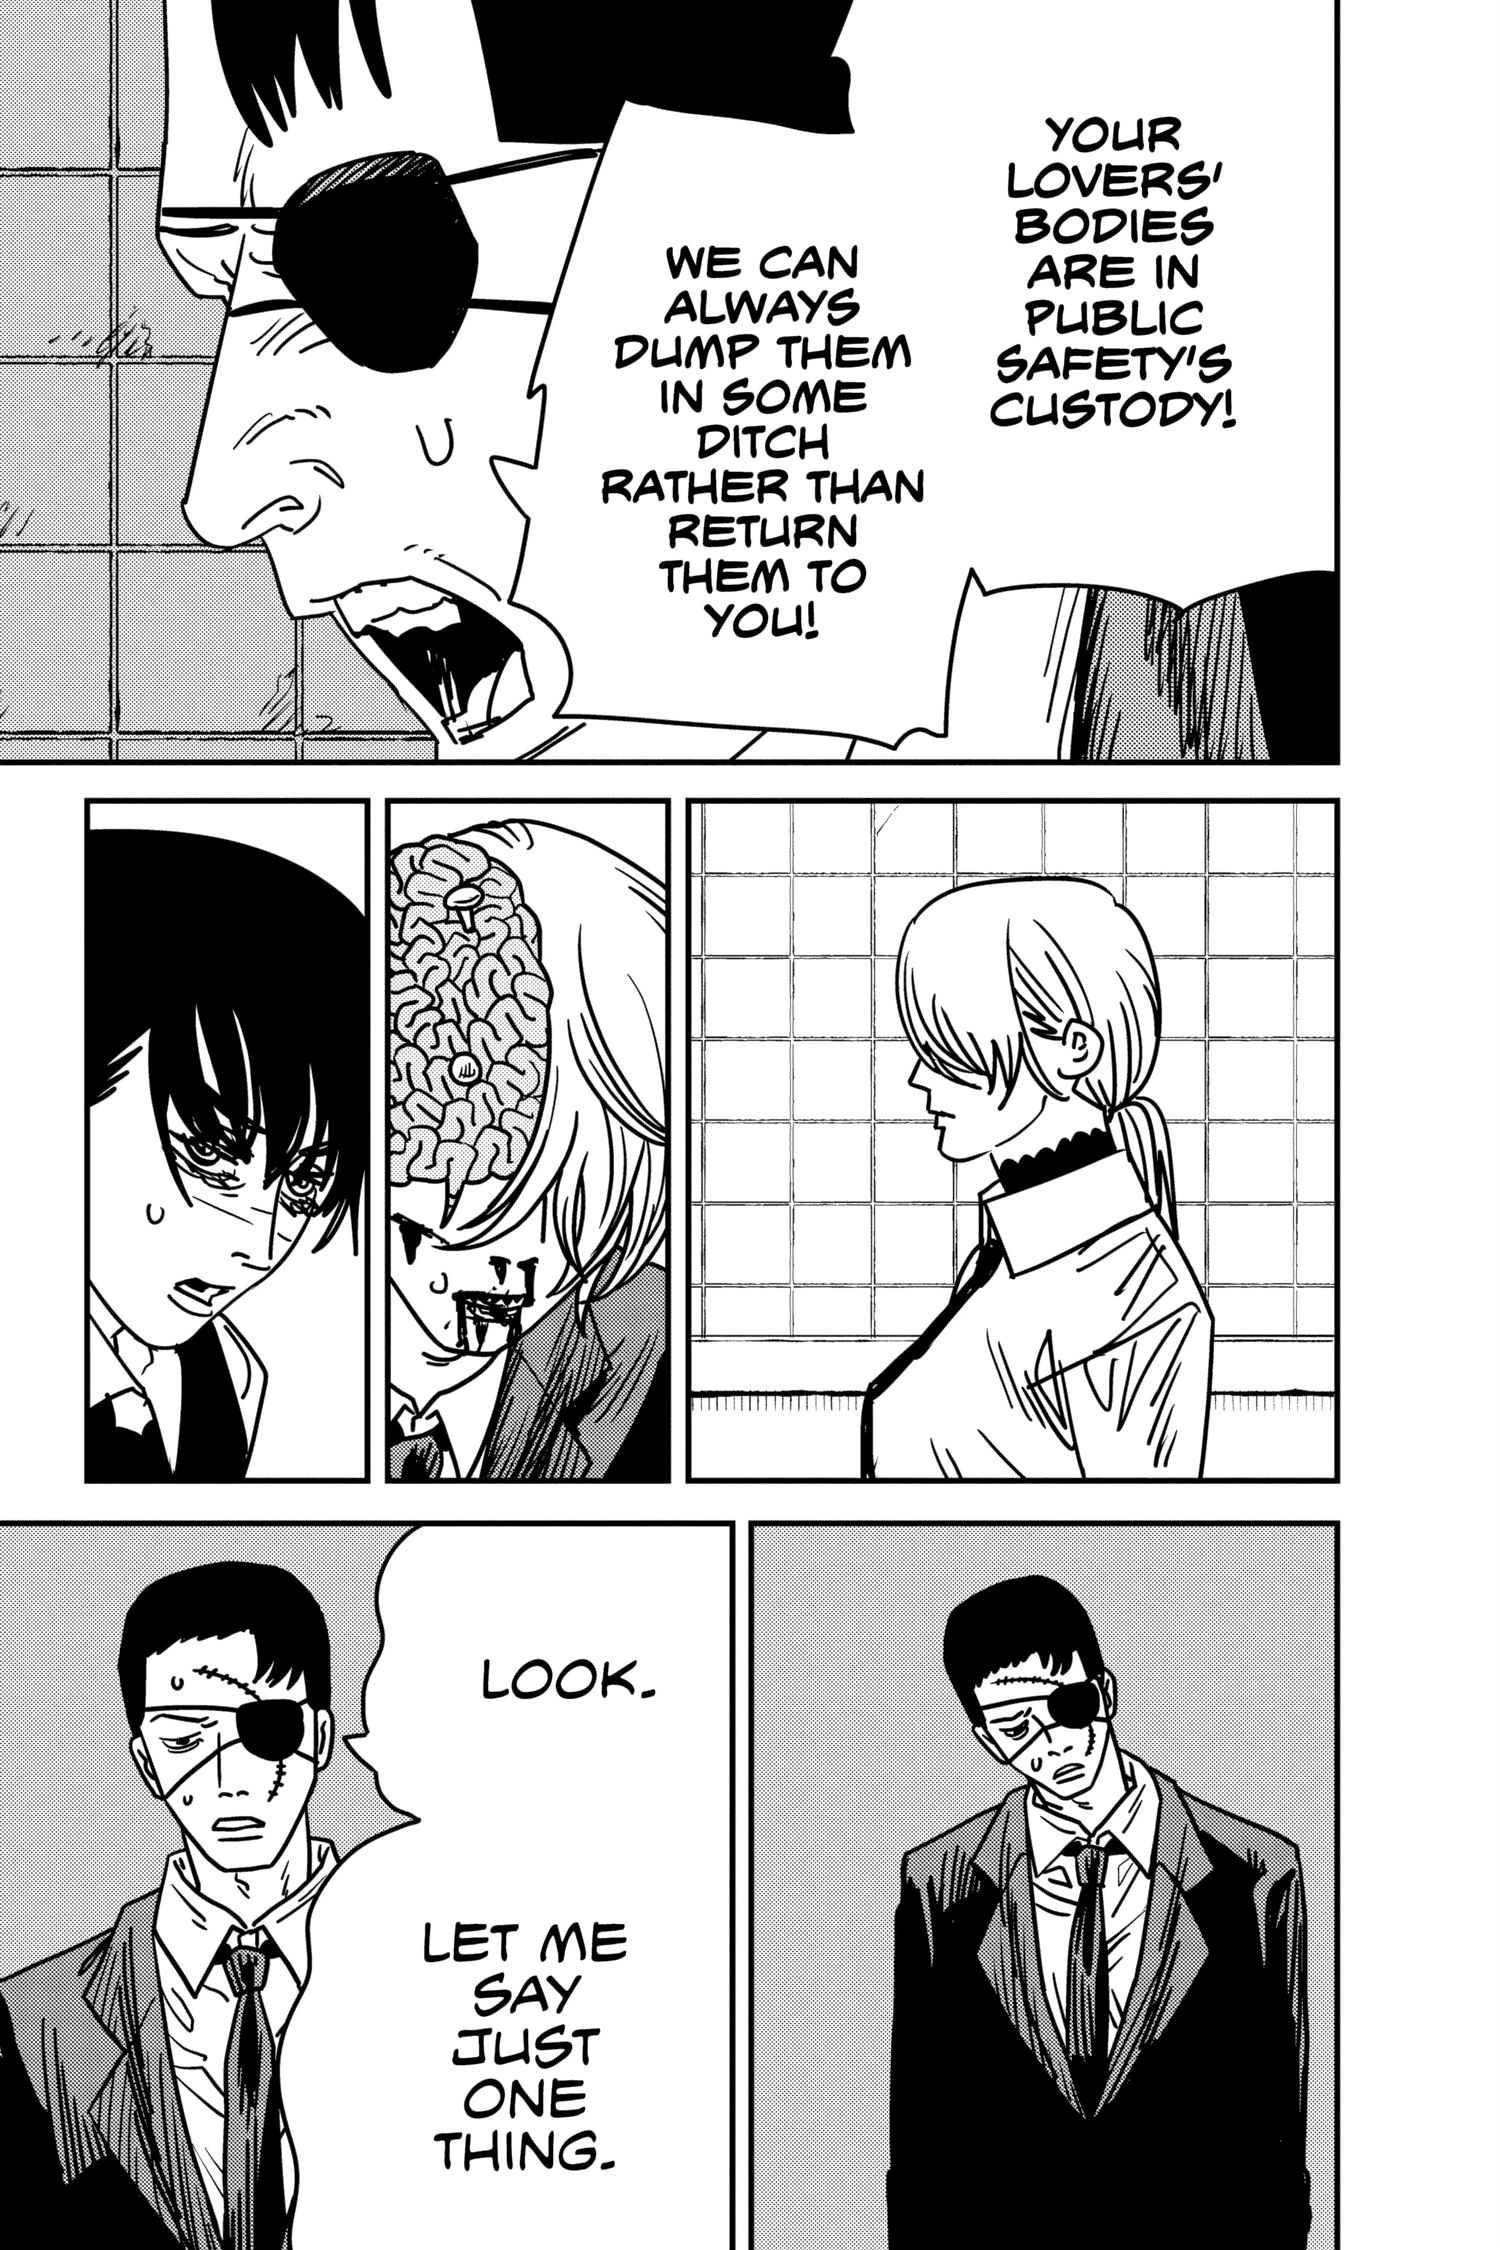 YOUR
LOVERS'
BODIES
ARE IN
PUBLIC
SAFETY'S
CUSTODY!
WE CAN
ALWAYS
DUMP THEM
IN SOME
DITCH
RATHER THAN
RETURN
THEM TO
YOU!
LOOK.
LET ME
SAY
JUST
ONE
THING.